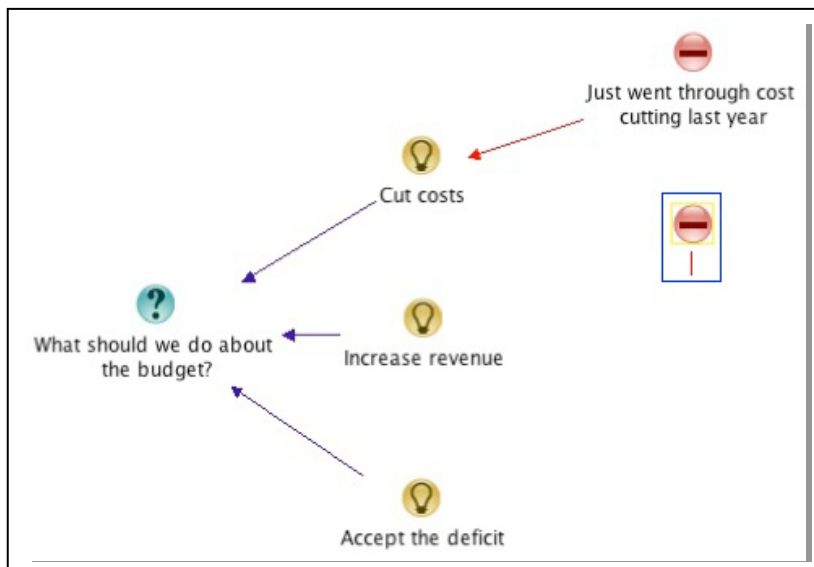 Just went through cost
cutting last year
Cut costs
?
What should we do about
the budget?
Increase revenue
Accept the deficit